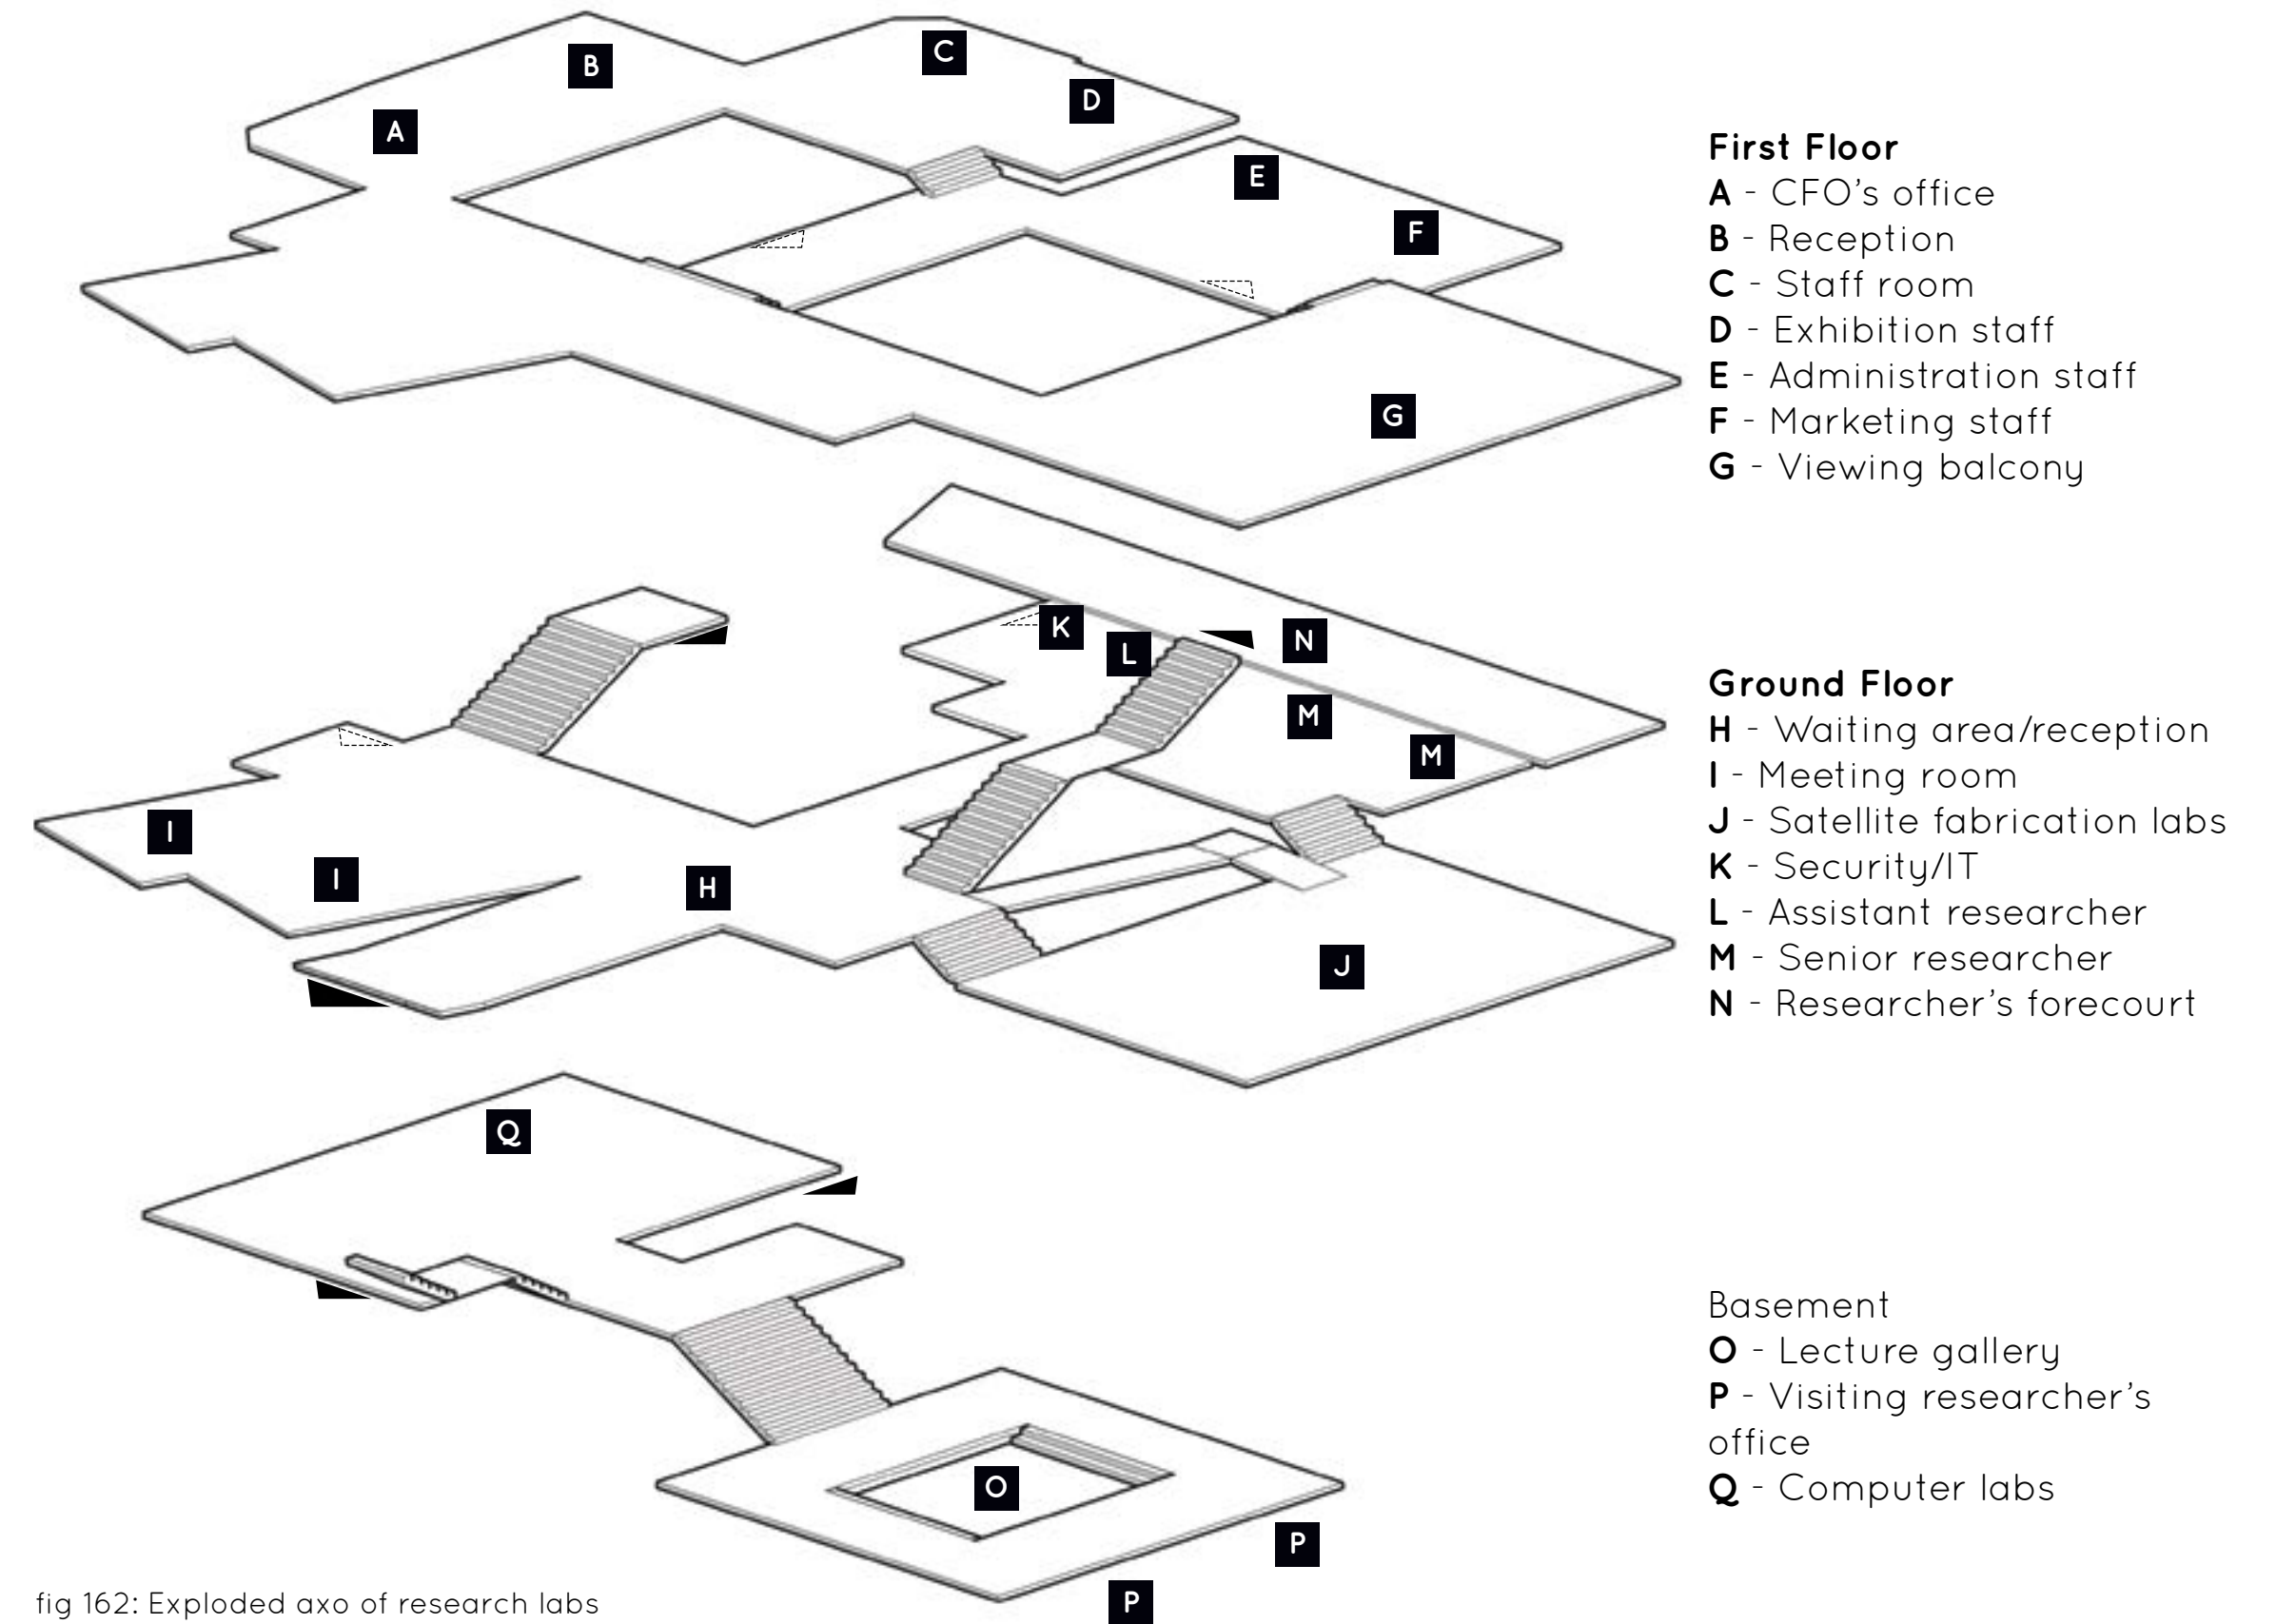 B
C
D
A
E
F
G
First Floor
A - CFO's office
B - Reception
C - Staff room
D - Exhibition staff
E - Administration staff
F - Marketing staff
G - Viewing balcony
K
L
N
M
M
I
I
H
J
Ground Floor
H - Waiting area/reception
I - Meeting room
J - Satellite fabrication labs
K - Security/IT
L - Assistant researcher
M - Senior researcher
N - Researcher's forecourt
Q
O
P
P
Basement
O - Lecture gallery
P - Visiting researcher's
office
Q - Computer labs
fig 162: Exploded axo of research labs